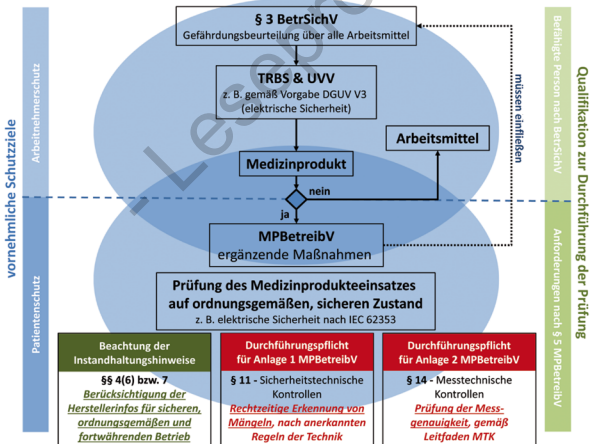 § 3 BetrSichV
Gefährdungsbeurteilung über alle Arbeitsmittel
TRBS & UVV
z. B. gemäß Vorgabe DGUV V3
(elektrische Sicherheit)
Arbeitsmittel
Medizinprodukt
nein
ja
MPBetreibV
ergänzende Maßnahmen
müssen einfließen
Prüfung des Medizinprodukteeinsatzes
auf ordnungsgemäßen, sicheren Zustand
z. B. elektrische Sicherheit nach IEC 62353
vornehmliche Schutzziele
Arbeitnehmerschutz
Patientenschutz
Befähigte Person nach BetrSichV
Anforderungen nach § 5 MPBetreibV
Qualifikation zur Durchführung der Prüfung
Beachtung der
Instandhaltungshinweise
§§ 4(6) bzw. 7
Berücksichtigung der
Herstellerinfos für sicheren,
ordnungsgemäßen und
fortwährenden Betrieb
Durchführungspflicht
für Anlage 1 MPBetreibV
§ 11 - Sicherheitstechnische
Kontrollen
Rechtzeitige Erkennung von
Mängeln, nach anerkannten
Regeln der Technik
Durchführungspflicht
für Anlage 2 MPBetreibV
§ 14 - Messtechnische
Kontrollen
Prüfung der Mess-
genauigkeit, gemäß
Leitfaden MTK
- Lesepr